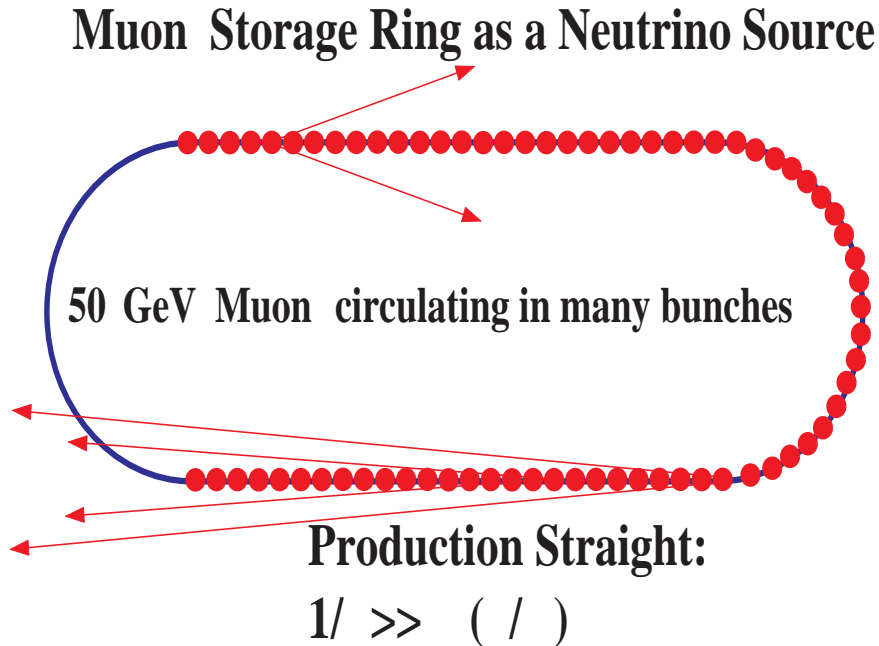 Muon Storage Ring as a Neutrino Source
50 GeV Muon circulating in many bunches
Production Straight:
1/ >> ( / )